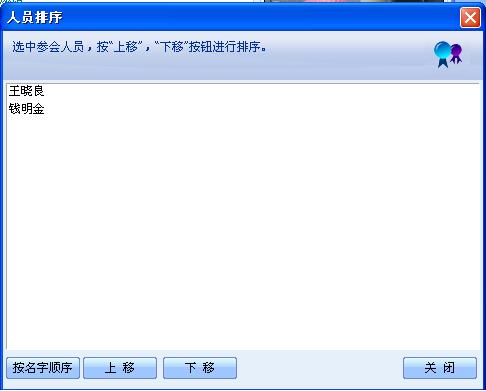 人员排序
选中参会人员，按“上移”，“下移”按钮进行排序。
王晓良
钱明金
按名字顺序 上 移 下 移 关 闭